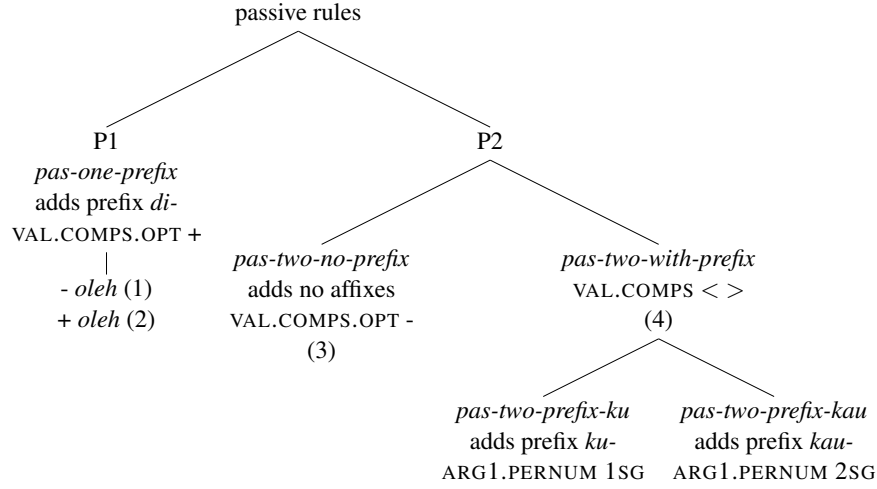 passive rules
P1
pas-one-prefix
adds prefix di-
VAL.COMPS.OPT +
- oleh (1)
+ oleh (2)
P2
pas-two-no-prefix
adds no affixes
VAL.COMPS.OPT -
(3)
pas-two-with-prefix
VAL.COMPS < >
(4)
pas-two-prefix-ku
adds prefix ku-
ARG1.PERNUM 1SG
pas-two-prefix-kau
adds prefix kau-
ARG1.PERNUM 2SG